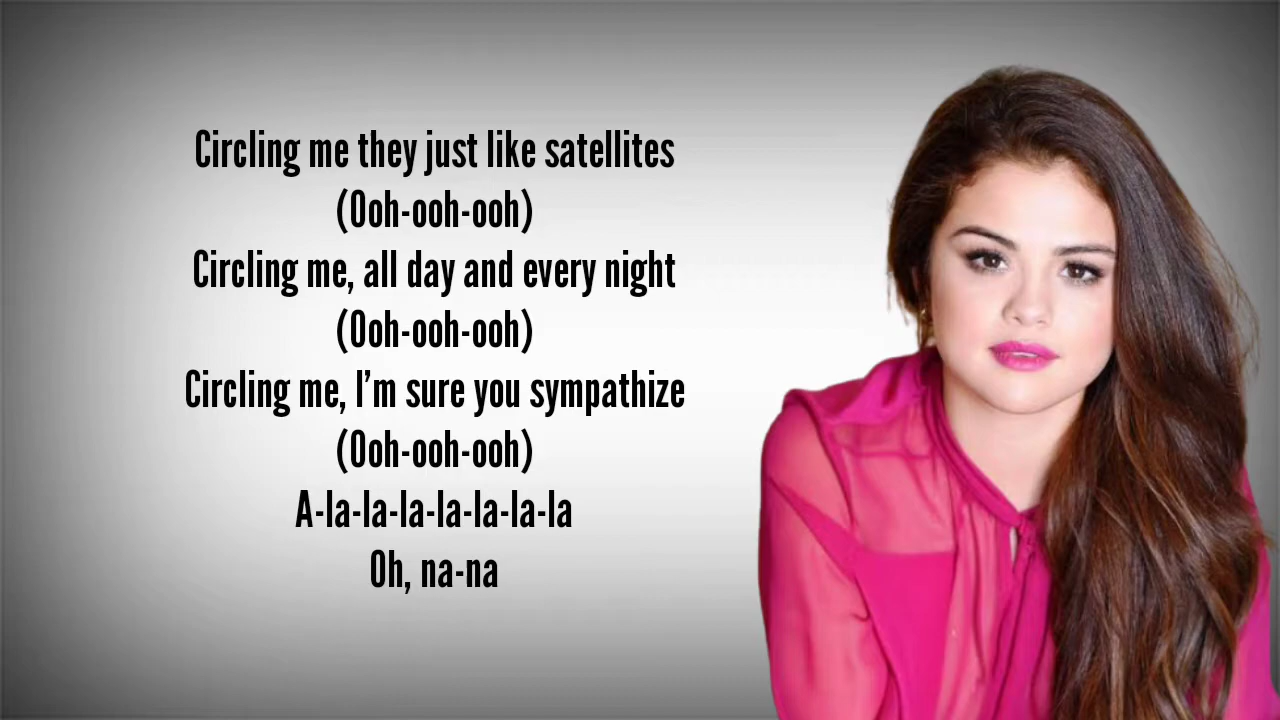 Circling me they just like satellites
(Ooh-ooh-ooh)
Circling me, all day and every night
(Ooh-ooh-ooh)
Circling me, I'm sure you sympathize
(Ooh-ooh-ooh)
A-la-la-la-la-la-la-la
Oh, na-na